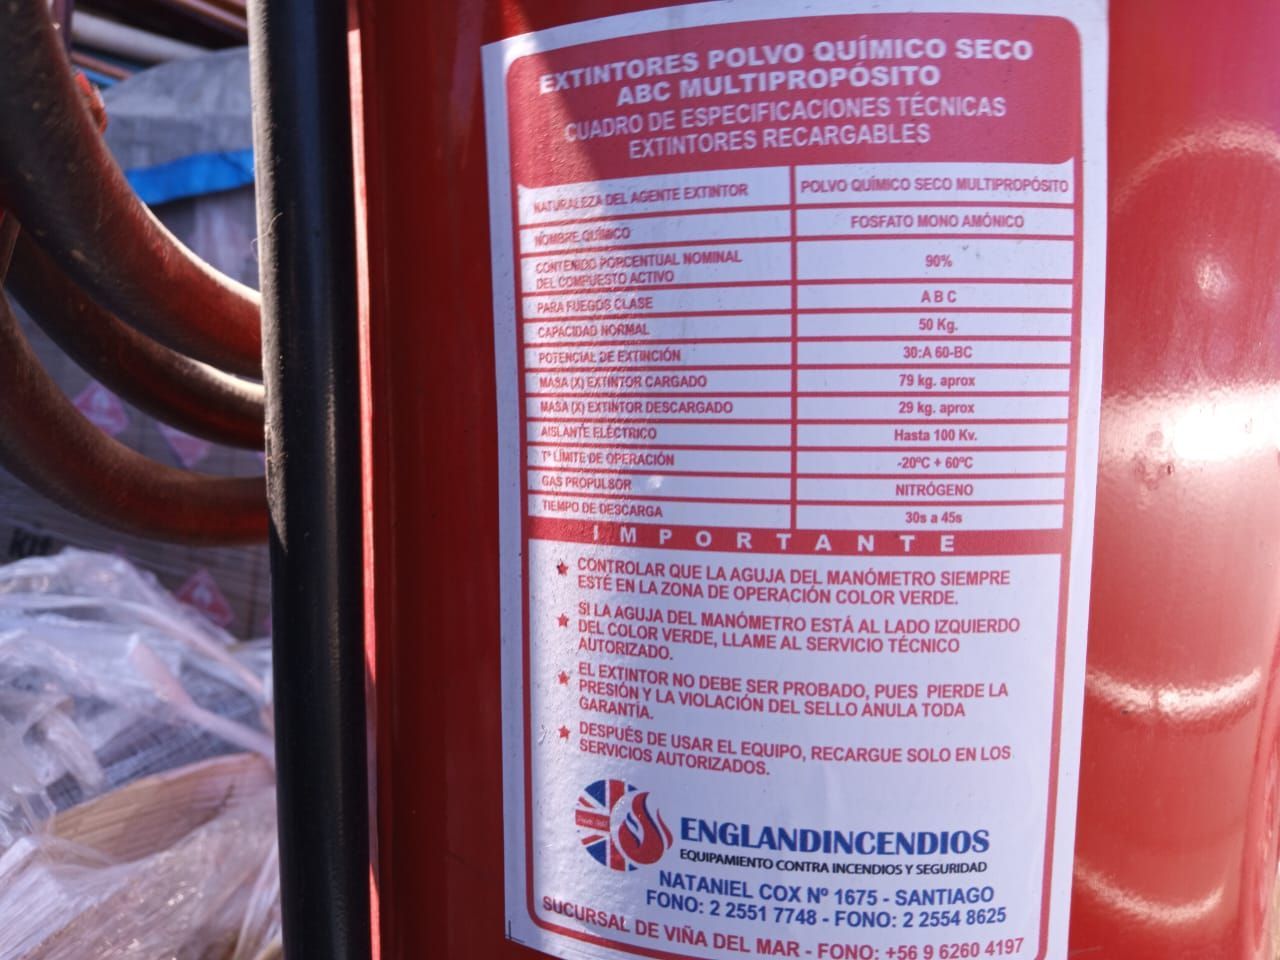 EXTINTORES POLVO QUÍMICO SECO
ABC MULTIPROPÓSITO
CUADRO DE ESPECIFICACIONES TÉCNICAS
EXTINTORES RECARGABLES
NATURALEZA DEL AGENTE EXTINTOR POLVO QUÍMICO SECO MULTIPROPÓSITO
NOMBRE QUÍMICO FOSFATO MONO AMÓNICO
CONTENIDO PORCENTUAL NOMINAL
DEL COMPUESTO ACTIVO 90%
PARA FUEGOS CLASE A B C
CAPACIDAD NORMAL 50 Kg.
POTENCIAL DE EXTINCIÓN 30:A 60-BC
MASA (X) EXTINTOR CARGADO 79 kg. aprox
MASA (X) EXTINTOR DESCARGADO 29 kg. aprox
AISLANTE ELÉCTRICO Hasta 100 Kv.
Tº LÍMITE DE OPERACIÓN -20ºC + 60ºC
GAS PROPULSOR NITRÓGENO
TIEMPO DE DESCARGA 30s a 45s
IMPORTANTE
CONTROLAR QUE LA AGUJA DEL MANÓMETRO SIEMPRE
ESTÉ EN LA ZONA DE OPERACIÓN COLOR VERDE.
SI LA AGUJA DEL MANÓMETRO ESTÁ AL LADO IZQUIERDO
DEL COLOR VERDE, LLAME AL SERVICIO TÉCNICO
AUTORIZADO.
EL EXTINTOR NO DEBE SER PROBADO, PUES PIERDE LA
PRESIÓN Y LA VIOLACIÓN DEL SELLO ANULA TODA
GARANTÍA.
DESPUÉS DE USAR EL EQUIPO, RECARGUE SOLO EN LOS
SERVICIOS AUTORIZADOS.
ENGLANDINCENDIOS
EQUIPAMIENTO CONTRA INCENDIOS Y SEGURIDAD
NATANIEL COX Nº 1675 - SANTIAGO
FONO: 2 2551 7748 - FONO: 2 2554 8625
SUCURSAL DE VIÑA DEL MAR - FONO: +56 9 6260 4197